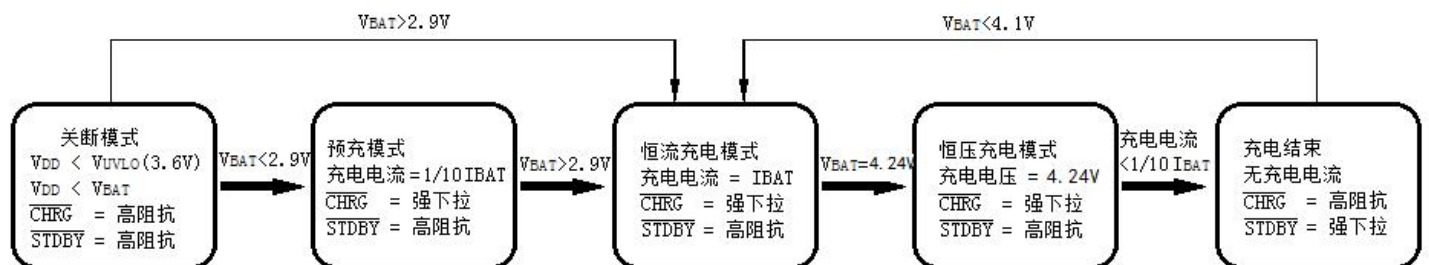 VBAT>2.9V
VBAT<4.1V
关断模式
VDD < VUVLO(3.6V)
VDD < VBAT
CHRG = 高阻抗
STDBY = 高阻抗
VBAT<2.9V
预充模式
充电电流=1/10IBAT
CHRG = 强下拉
STDBY = 高阻抗
VBAT>2.9V
恒流充电模式
充电电流 = IBAT
CHRG = 强下拉
STDBY = 高阻抗
VBAT=4.24V
恒压充电模式
充电电压 = 4.24V
CHRG = 强下拉
STDBY = 高阻抗
充电电流
<1/10IBAT
充电结束
无充电电流
CHRG = 高阻抗
STDBY = 强下拉